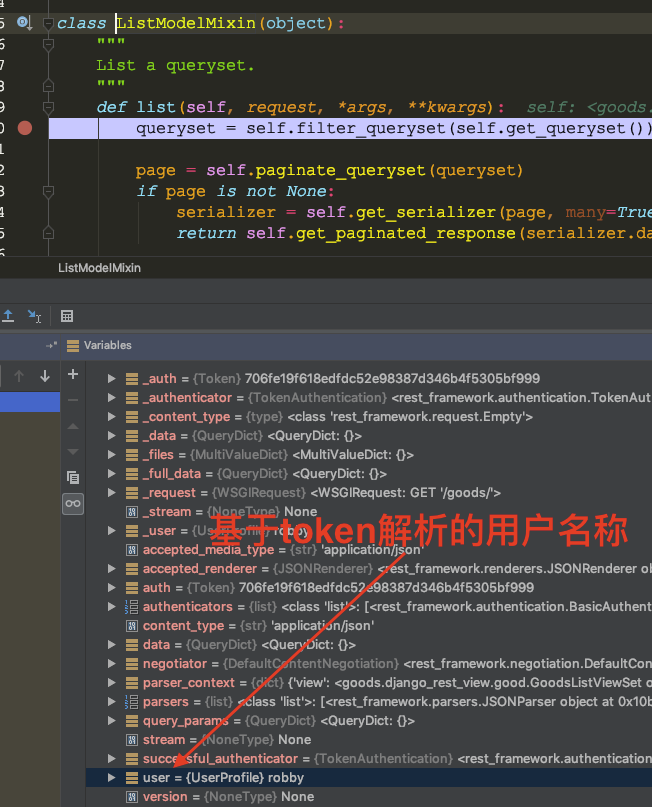 5 class ListModelMixin(object):
6 """
7 List a queryset.
8 """
9 def list(self, request, *args, **kwargs): self: <goods.
0 queryset = self.filter_queryset(self.get_queryset())
1
2 page = self.paginate_queryset(queryset)
3 if page is not None:
4 serializer = self.get_serializer(page, many=True
5 return self.get_paginated_response(serializer.da
6
ListModelMixin
Variables
_auth = {Token} 706fe19f618edfdc52e98387d346b4f5305bf999
_authenticator = {TokenAuthentication} <rest_framework.authentication.TokenAut
_content_type = {type} <class 'rest_framework.request.Empty'>
_data = {QueryDict} <QueryDict: {}>
_files = {MultiValueDict} <MultiValueDict: {}>
_full_data = {QueryDict} <QueryDict: {}>
_request = {WSGIRequest} <WSGIRequest: GET '/goods/'>
_stream = {NoneType} None
_user = {UserProfile} robby
基于token解析的用户名称
accepted_media_type = {str} 'application/json'
accepted_renderer = {JSONRenderer} <rest_framework.renderers.JSONRenderer ob
auth = {Token} 706fe19f618edfdc52e98387d346b4f5305bf999
authenticators = {list} <class 'list'>: [<rest_framework.authentication.BasicAuthent
content_type = {str} 'application/json'
data = {QueryDict} <QueryDict: {}>
negotiator = {DefaultContentNegotiation} <rest_framework.negotiation.DefaultCon
parser_context = {dict} {'view': <goods.django_rest_view.good.GoodsListViewSet o
parsers = {list} <class 'list'>: [<rest_framework.parsers.JSONParser object at 0x10b
query_params = {QueryDict} <QueryDict: {}>
stream = {NoneType} None
successful_authenticator = {TokenAuthentication} <rest_framework.authentication
user = {UserProfile} robby
version = {NoneType} None